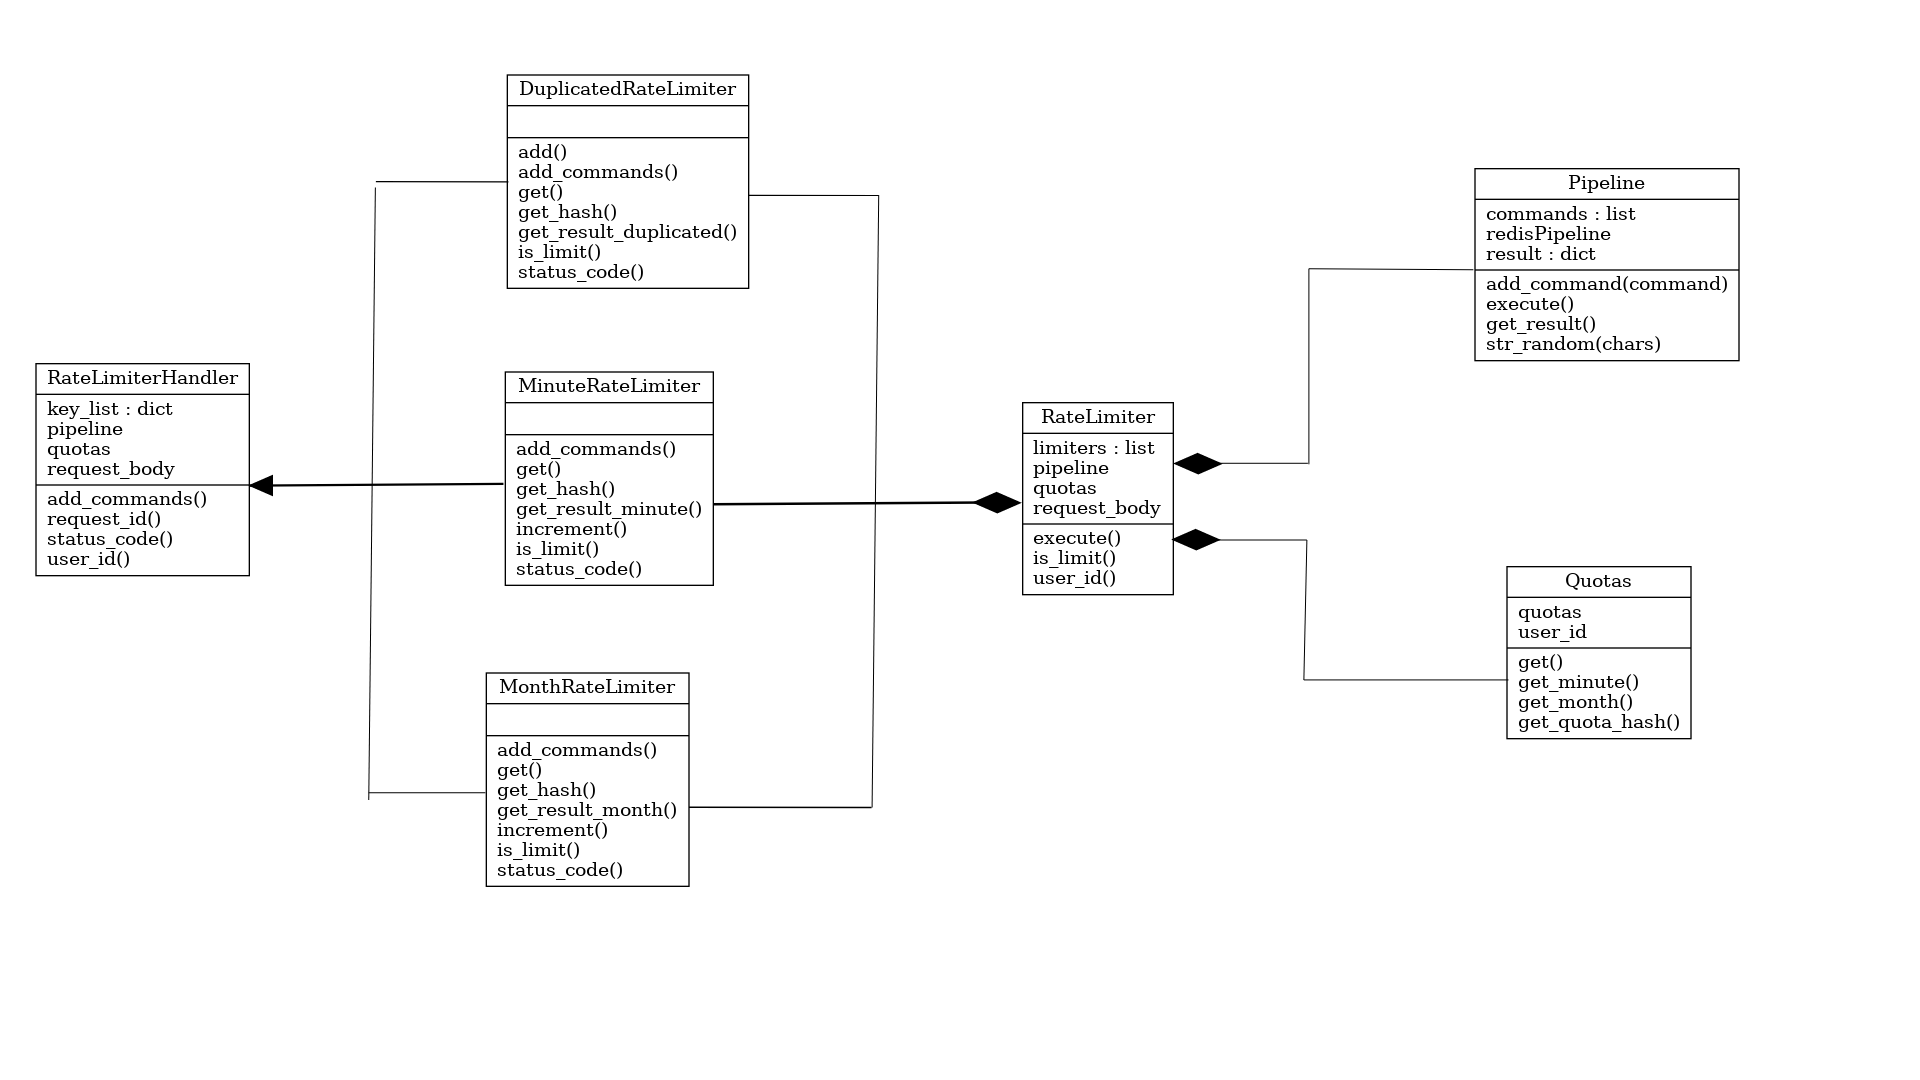 DuplicatedRateLimiter
add()
add_commands()
get()
get_hash()
get_result_duplicated()
is_limit()
status_code()
Pipeline
commands : list
redisPipeline
result : dict
add_command(command)
execute()
get_result()
str_random(chars)
RateLimiterHandler
key_list : dict
pipeline
quotas
request_body
add_commands()
request_id()
status_code()
user_id()
MinuteRateLimiter
add_commands()
get()
get_hash()
get_result_minute()
increment()
is_limit()
status_code()
RateLimiter
limiters : list
pipeline
quotas
request_body
execute()
is_limit()
user_id()
Quotas
quotas
user_id
get()
get_minute()
get_month()
get_quota_hash()
MonthRateLimiter
add_commands()
get()
get_hash()
get_result_month()
increment()
is_limit()
status_code()